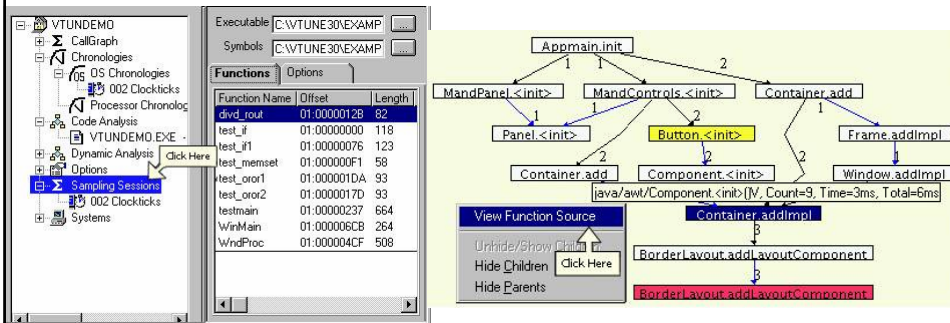 VTUNDEMO
CallGraph
Chronologies
OS Chronologies
002 Clockticks
Processor Chronolog
Code Analysis
VTUNDEMO.EXE -
Dynamic Analysis
Click Here
Options
Sampling Sessions
002 Clockticks
Systems
Executable C:\VTUNE30\EXAMP ...
Symbols C:\VTUNE30\EXAMP ...
Functions Options
Function Name Offset Length
divd_rout 01:0000012B 82
test_if 01:00000000 118
test_if1 01:00000076 123
test_memset 01:000000F1 58
test_oror1 01:000001DA 93
test_oror2 01:0000017D 93
testmain 01:00000237 664
WinMain 01:000006CB 264
WndProc 01:000004CF 508
Appmain.init
1 1 2
MandPanel.<init> MandControls.<init> Container.add
1 1 2 1
Panel.<init> Button.<init> Frame.addImpl
2 2 2 1
Container.add Component.<init> Window.addImpl
java/awt/Component.<init>()V, Count=9, Time=3ms, Total=6ms
View Function Source
Container.addImpl
3
Unhide/Show Children
Click Here
BorderLayout.addLayoutComponent
Hide Children
3
Hide Parents
BorderLayout.addLayoutComponent